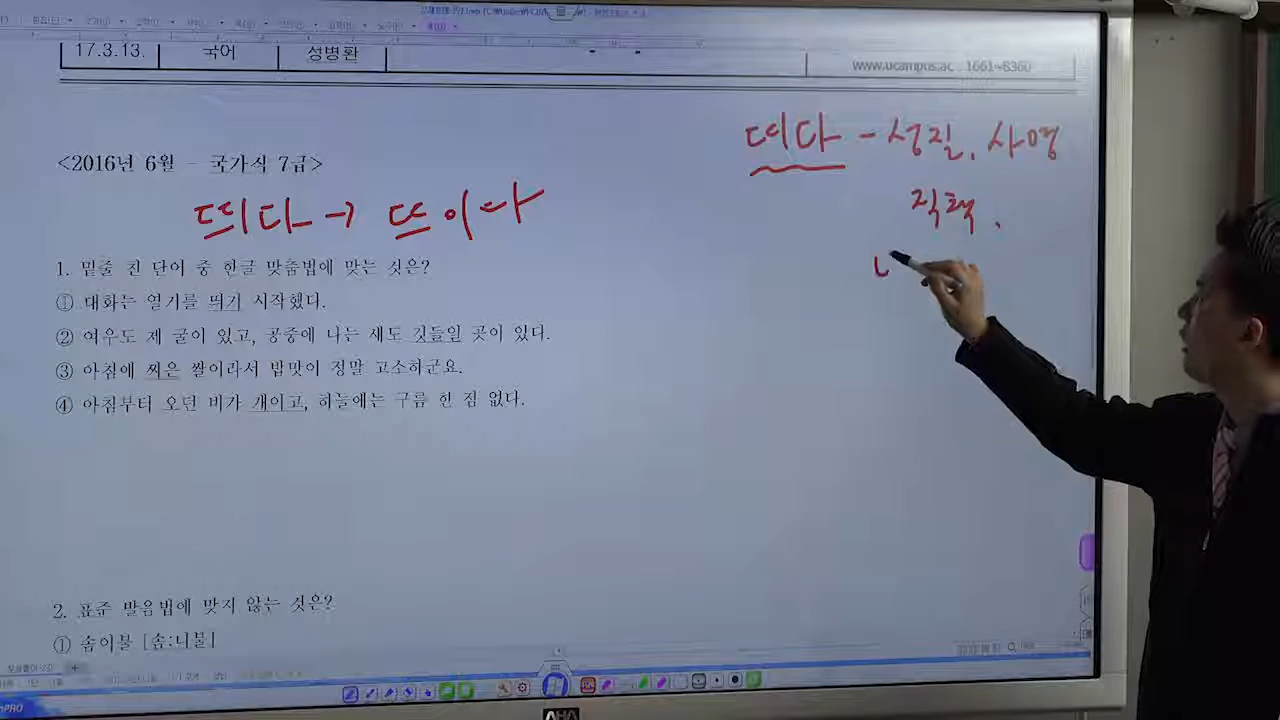 17.3.13. 국어 성병환 www.ucampus.ac . 1661-8360
<2016년 6월 - 국가식 7급>
띄다 → 뜨이다
띠다 - 성질, 사명
직책.
1. 밑줄 친 단어 중 한글 맞춤법에 맞는 것은?
① 대화는 열기를 띄기 시작했다.
② 여우도 제 굴이 있고, 공중에 나는 새도 깃들일 곳이 있다.
③ 아침에 찌은 쌀이라서 밥맛이 정말 고소하군요.
④ 아침부터 오던 비가 개이고, 하늘에는 구름 한 점 없다.
2. 표준 발음법에 맞지 않는 것은?
① 솜이불 [솜:니불]
AHA